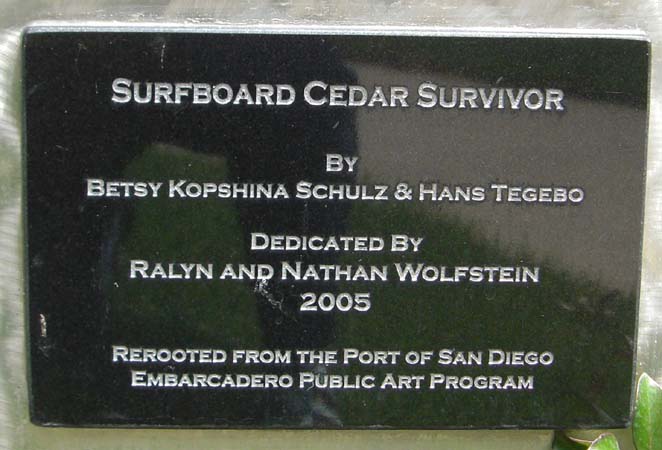 SURFBOARD CEDAR SURVIVOR
BY
BETSY KOPSHINA SCHULZ & HANS TEGEBO
DEDICATED BY
RALYN AND NATHAN WOLFSTEIN
2005
REROOTED FROM THE PORT OF SAN DIEGO
EMBARCADERO PUBLIC ART PROGRAM